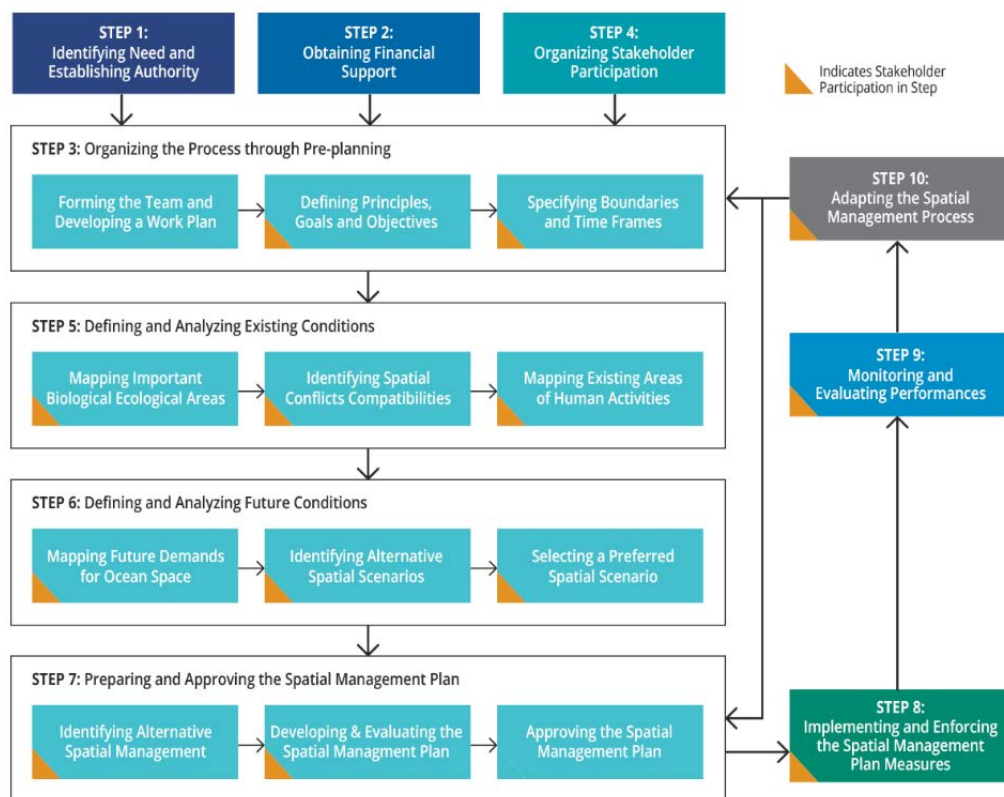 STEP 1:
Identifying Need and
Establishing Authority
STEP 2:
Obtaining Financial
Support
STEP 4:
Organizing Stakeholder
Participation
Indicates Stakeholder
Participation in Step
STEP 3: Organizing the Process through Pre-planning
Forming the Team and
Developing a Work Plan
Defining Principles,
Goals and Objectives
Specifying Boundaries
and Time Frames
STEP 10:
Adapting the Spatial
Management Process
STEP 5: Defining and Analyzing Existing Conditions
Mapping Important
Biological Ecological Areas
Identifying Spatial
Conflicts Compatibilities
Mapping Existing Areas
of Human Activities
STEP 9:
Monitoring and
Evaluating Performances
STEP 6: Defining and Analyzing Future Conditions
Mapping Future Demands
for Ocean Space
Identifying Alternative
Spatial Scenarios
Selecting a Preferred
Spatial Scenario
STEP 7: Preparing and Approving the Spatial Management Plan
Identifying Alternative
Spatial Management
Developing & Evaluating the
Spatial Managment Plan
Approving the Spatial
Management Plan
STEP 8:
Implementing and Enforcing
the Spatial Management
Plan Measures